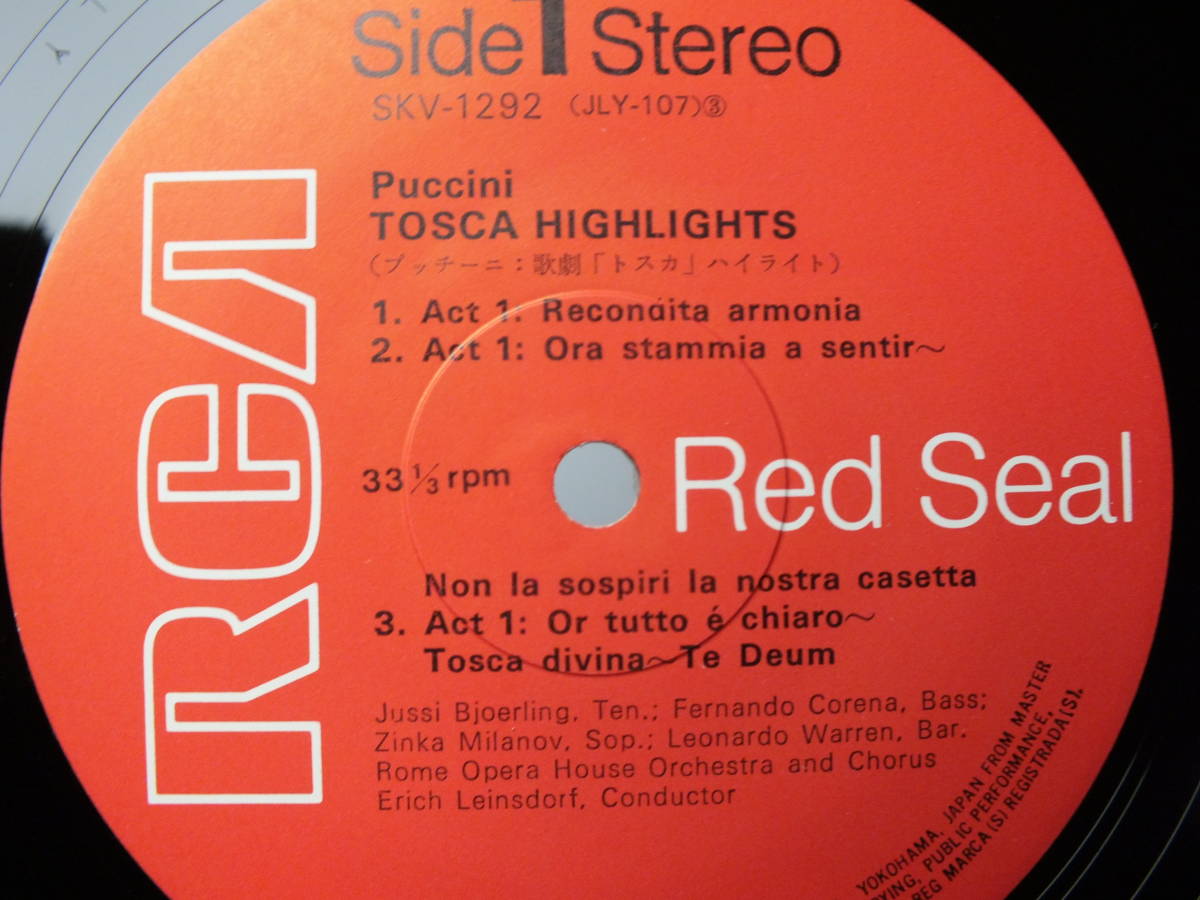 Side 1 Stereo
SKV-1292 (JLY-107)③
Puccini
TOSCA HIGHLIGHTS
(プッチーニ：歌劇「トスカ」ハイライト)
1. Act 1: Recondita armonia
2. Act 1: Ora stammia a sentir~
33 1/3 rpm
RCA
Red Seal
Non la sospiri la nostra casetta
3. Act 1: Or tutto é chiaro~
Tosca divina~Te Deum
Jussi Bjoerling, Ten.; Fernando Corena, Bass;
Zinka Milanov, Sop.; Leonardo Warren, Bar.
Rome Opera House Orchestra and Chorus
Erich Leinsdorf, Conductor
YOKOHAMA, JAPAN FROM MASTER
PUBLIC PERFORMANCE,
REG MARCA(S) REGISTRADA(S).